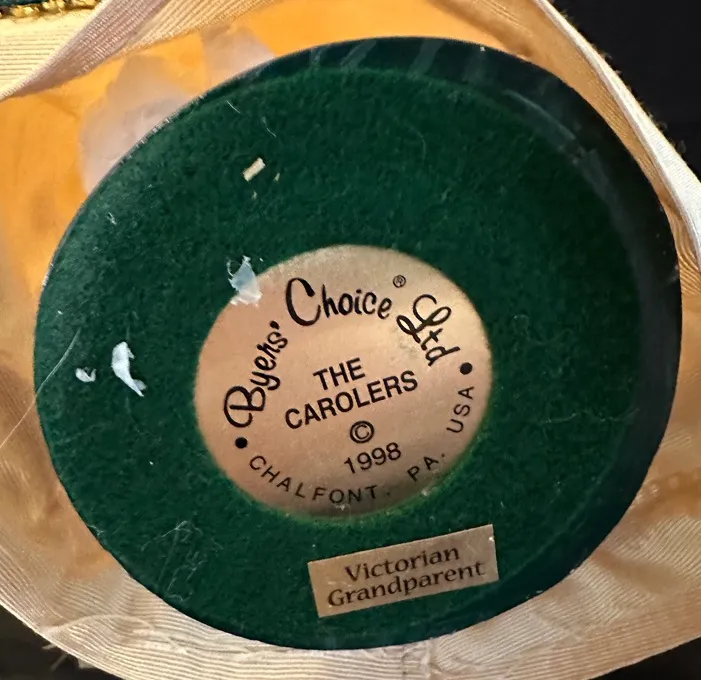 Byers' Choice® Ltd
THE
CAROLERS
©
1998
• CHALFONT, PA. USA •
Victorian
Grandparent